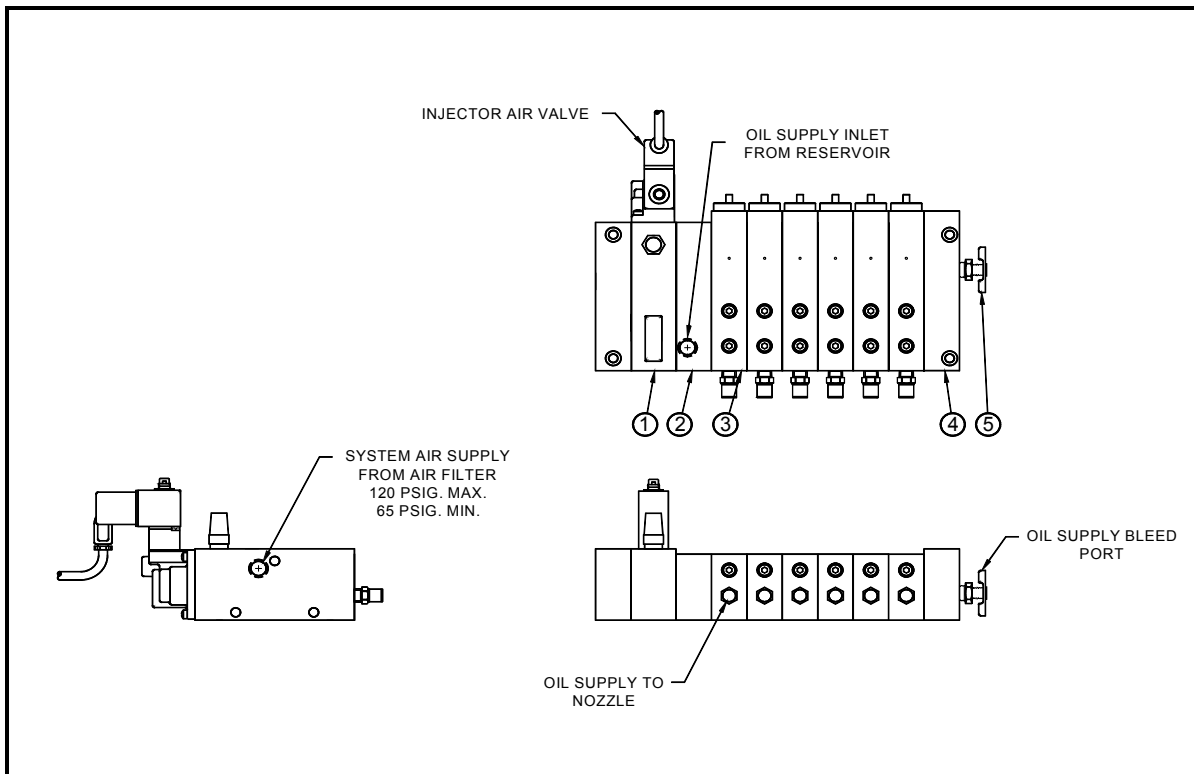 INJECTOR AIR VALVE
OIL SUPPLY INLET
FROM RESERVOIR
1
2
3
4
5
SYSTEM AIR SUPPLY
FROM AIR FILTER
120 PSIG. MAX.
65 PSIG. MIN.
OIL SUPPLY BLEED
PORT
OIL SUPPLY TO
NOZZLE